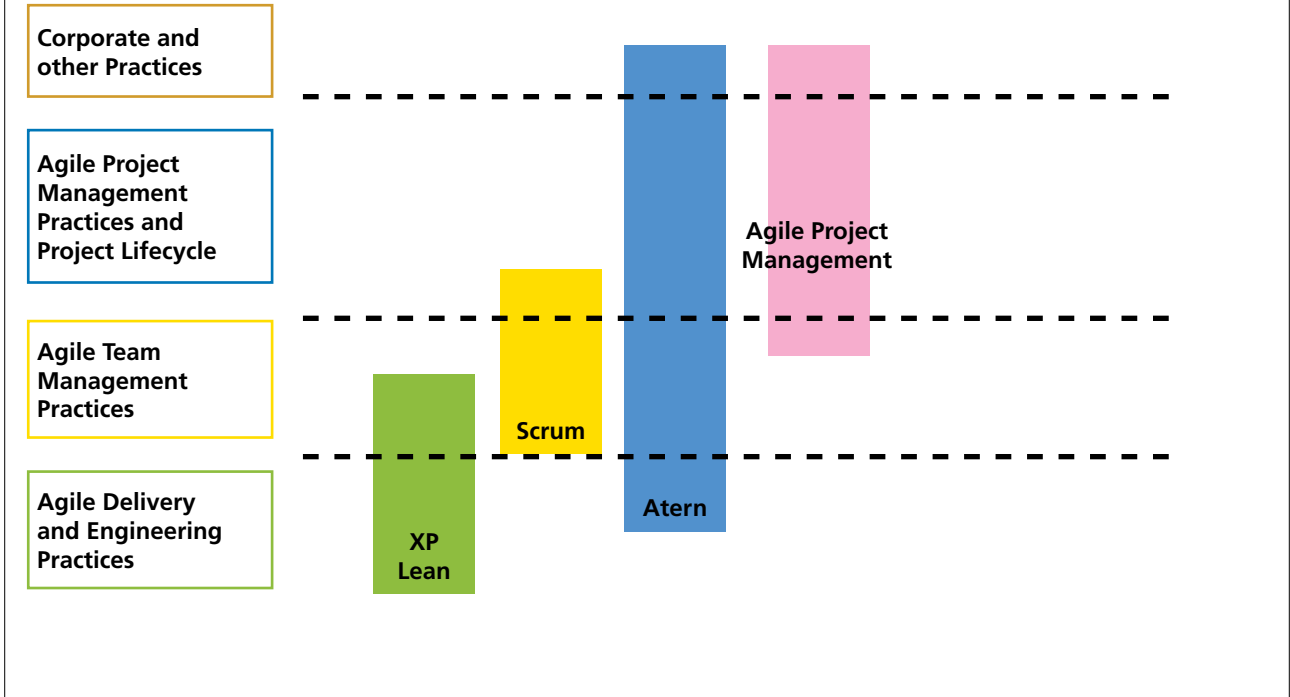 Corporate and
other Practices
Agile Project
Management
Practices and
Project Lifecycle
Agile Team
Management
Practices
Agile Delivery
and Engineering
Practices
XP
Lean
Scrum
Atern
Agile Project
Management